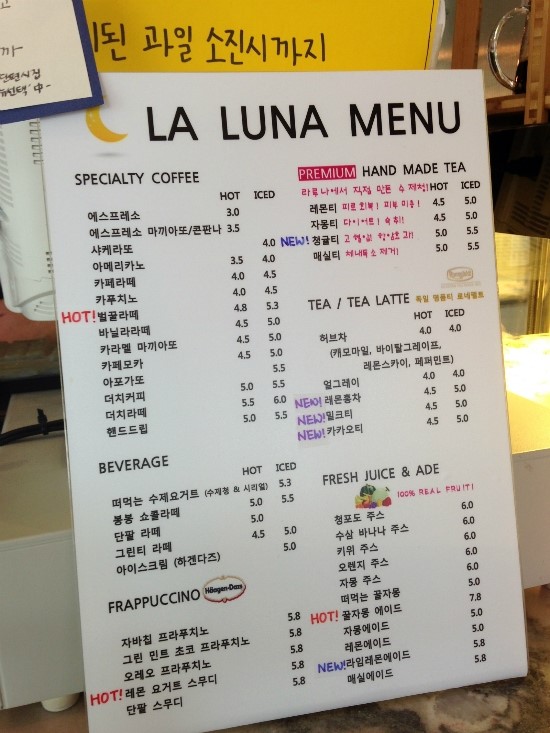 되된 과일 소진시까지
LA LUNA MENU
SPECIALTY COFFEE
HOT ICED
에스프레소 3.0
에스프레소 마끼아또/콘판나 3.5
샤케라또 4.0
아메리카노 3.5 4.0
카페라떼 4.0 4.5
카푸치노 4.0 4.5
HOT! 벌꿀라떼 4.8 5.3
바닐라라떼 4.5 5.0
카라멜 마끼아또 4.5 5.0
카페모카 4.5 5.0
아포가또 5.5
더치커피 5.0 5.5
더치라떼 5.5 6.0
핸드드립 5.0 5.5
BEVERAGE
HOT ICED
떠먹는 수제요거트 (수제청 & 시리얼) 5.3
봉봉 쇼콜라떼 5.0 5.5
단팥 라떼 5.0
그린티 라떼 4.5 5.0
아이스크림 (하겐다즈) 5.0
FRAPPUCCINO Häagen-Dazs
자바칩 프라푸치노 5.8
그린 민트 초코 프라푸치노 5.8
오레오 프라푸치노 5.8
HOT! 레몬 요거트 스무디 5.8
단팥 스무디 5.8
PREMIUM HAND MADE TEA
라루나에서 직접 만든 수제청!
HOT ICED
레몬티 피로회복! 피부미용! 4.5 5.0
자몽티 다이어트! 숙취! 4.5 5.0
NEW! 청귤티 5.0 5.5
매실티 체내독소제거! 5.0 5.5
Ronnefeldt
TEA / TEA LATTE 독일 명품티 로네펠트
HOT ICED
허브차 4.0 4.0
(캐모마일, 바이탈그레이프,
레몬스카이, 페퍼민트)
얼그레이 4.0 4.0
NEW! 레몬홍차 4.5 5.0
NEW! 밀크티 4.5 5.0
NEW! 카카오티 4.5 5.0
FRESH JUICE & ADE
100% REAL FRUIT!
청포도 주스 6.0
수삼 바나나 주스 6.0
키위 주스 6.0
오렌지 주스 6.0
자몽 주스 6.0
떠먹는 꿀자몽 5.0
HOT! 꿀자몽 에이드 7.8
자몽에이드 5.0
레몬에이드 5.0
NEW! 라임레몬에이드 5.8
매실에이드 5.8